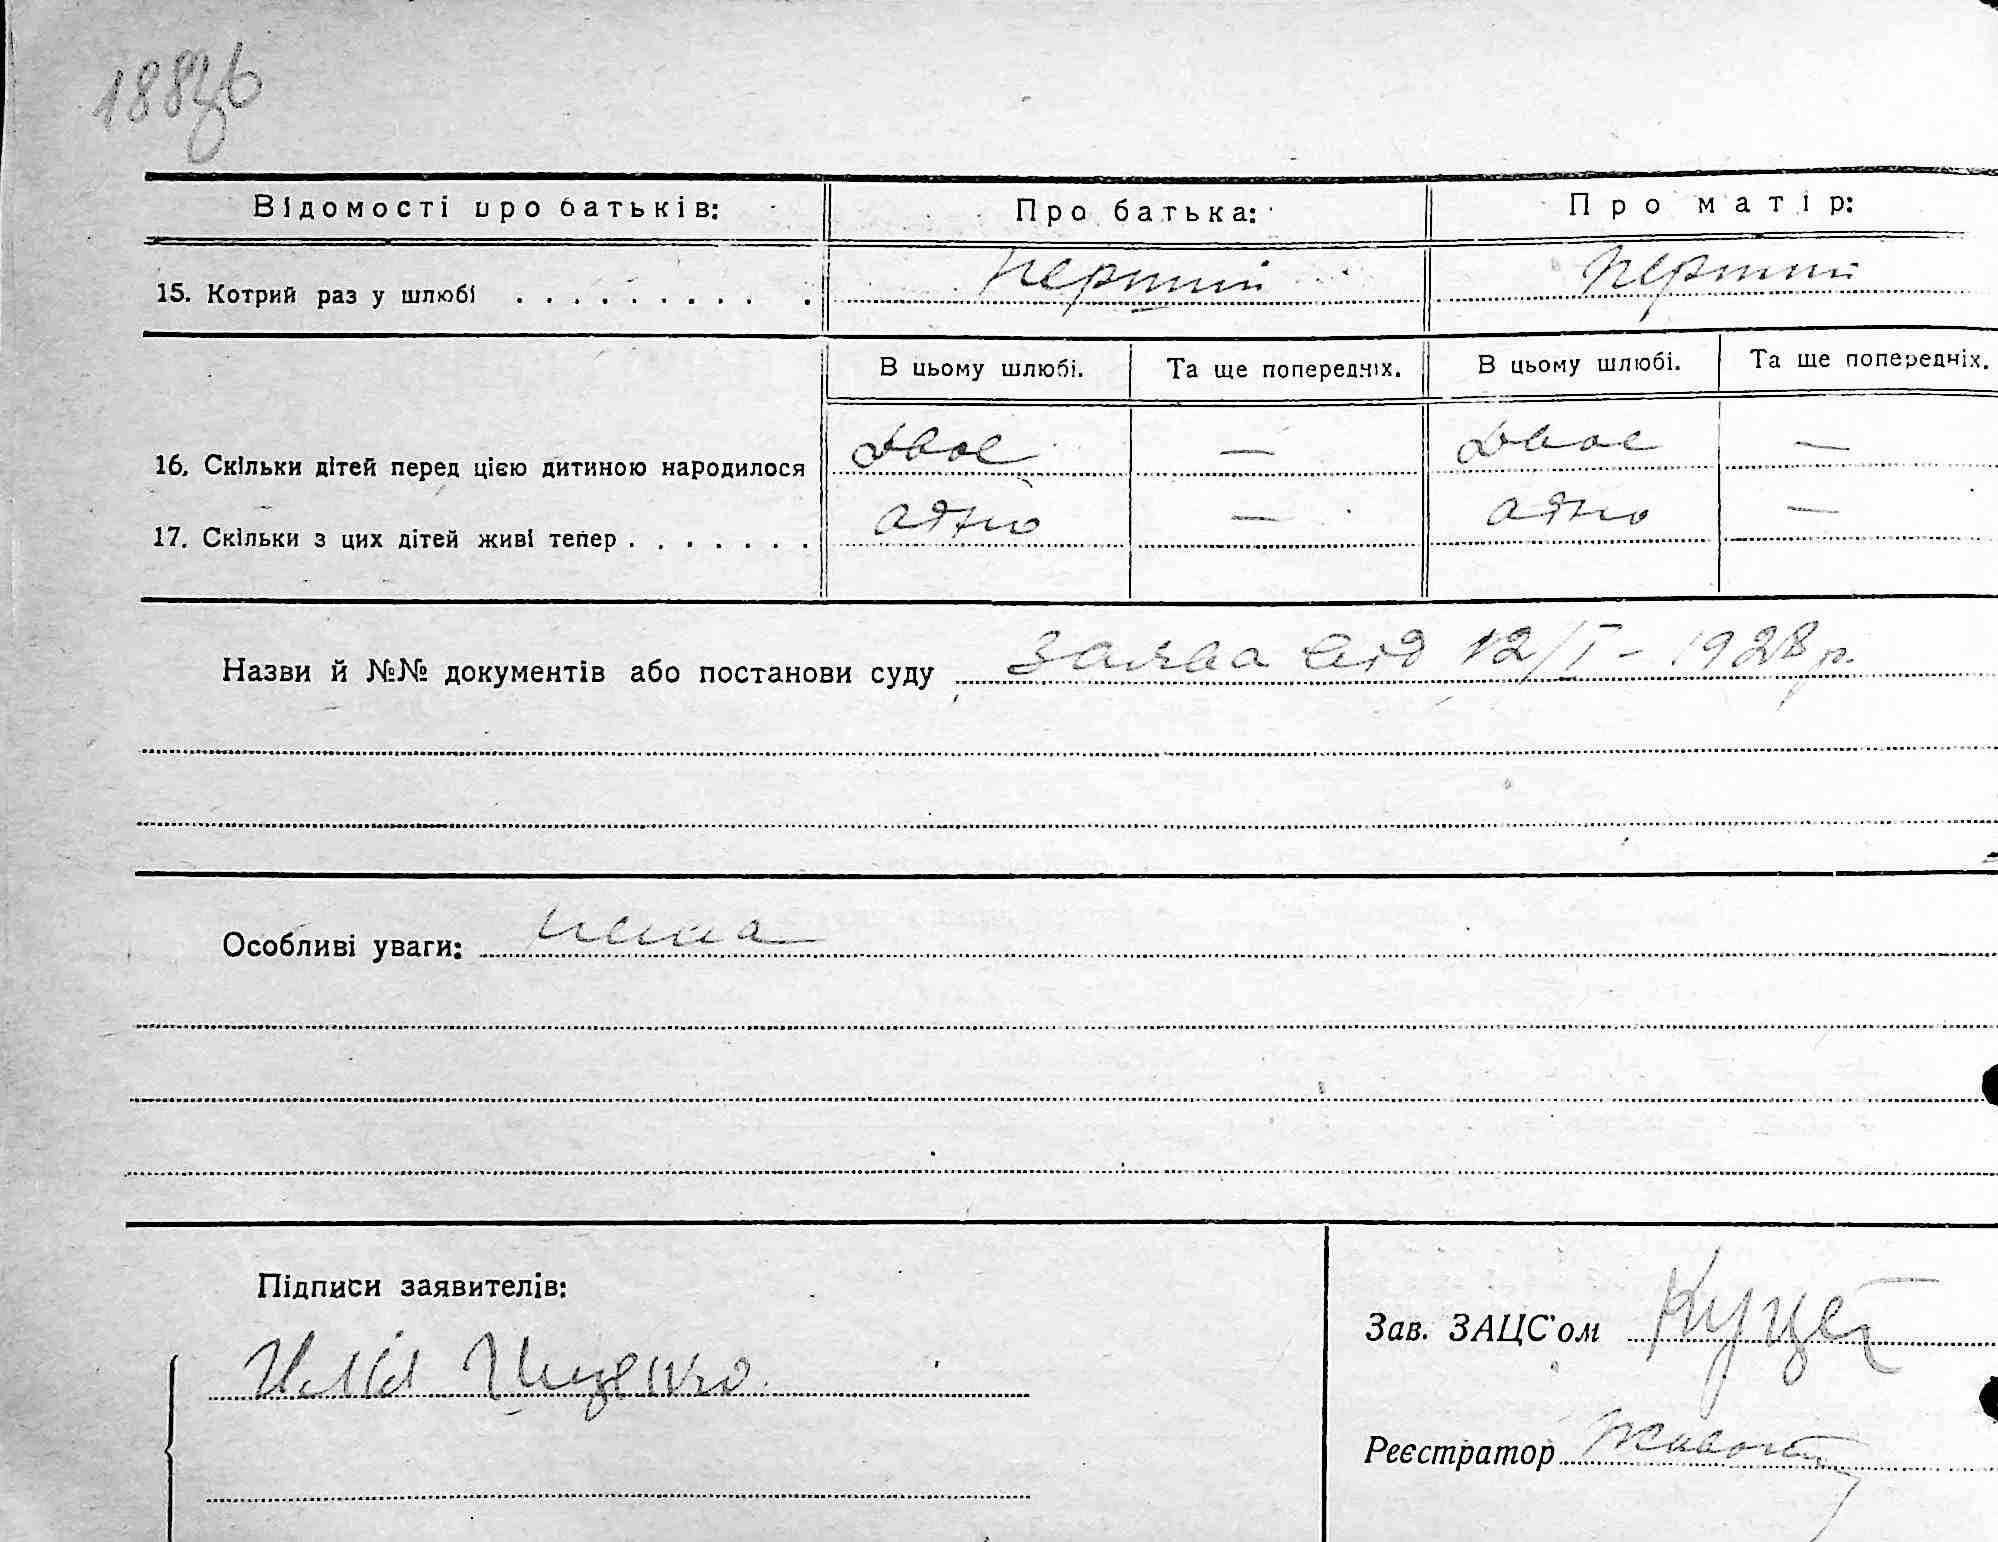 188зв
Відомості про батьків: Про батька: Про матір:
15. Котрий раз у шлюбі . . . . . . . . . . перший перший
В цьому шлюбі. Та ще попередніх. В цьому шлюбі. Та ще попередніх.
16. Скільки дітей перед цією дитиною народилося двоє — двоє —
17. Скільки з цих дітей живі тепер . . . . . . . одно — одно —
Назви й №№ документів або постанови суду заява від 12/I – 1928 р.
Особливі уваги: нема
Підписи заявителів:
Зав. ЗАЦС'ом
Реєстратор